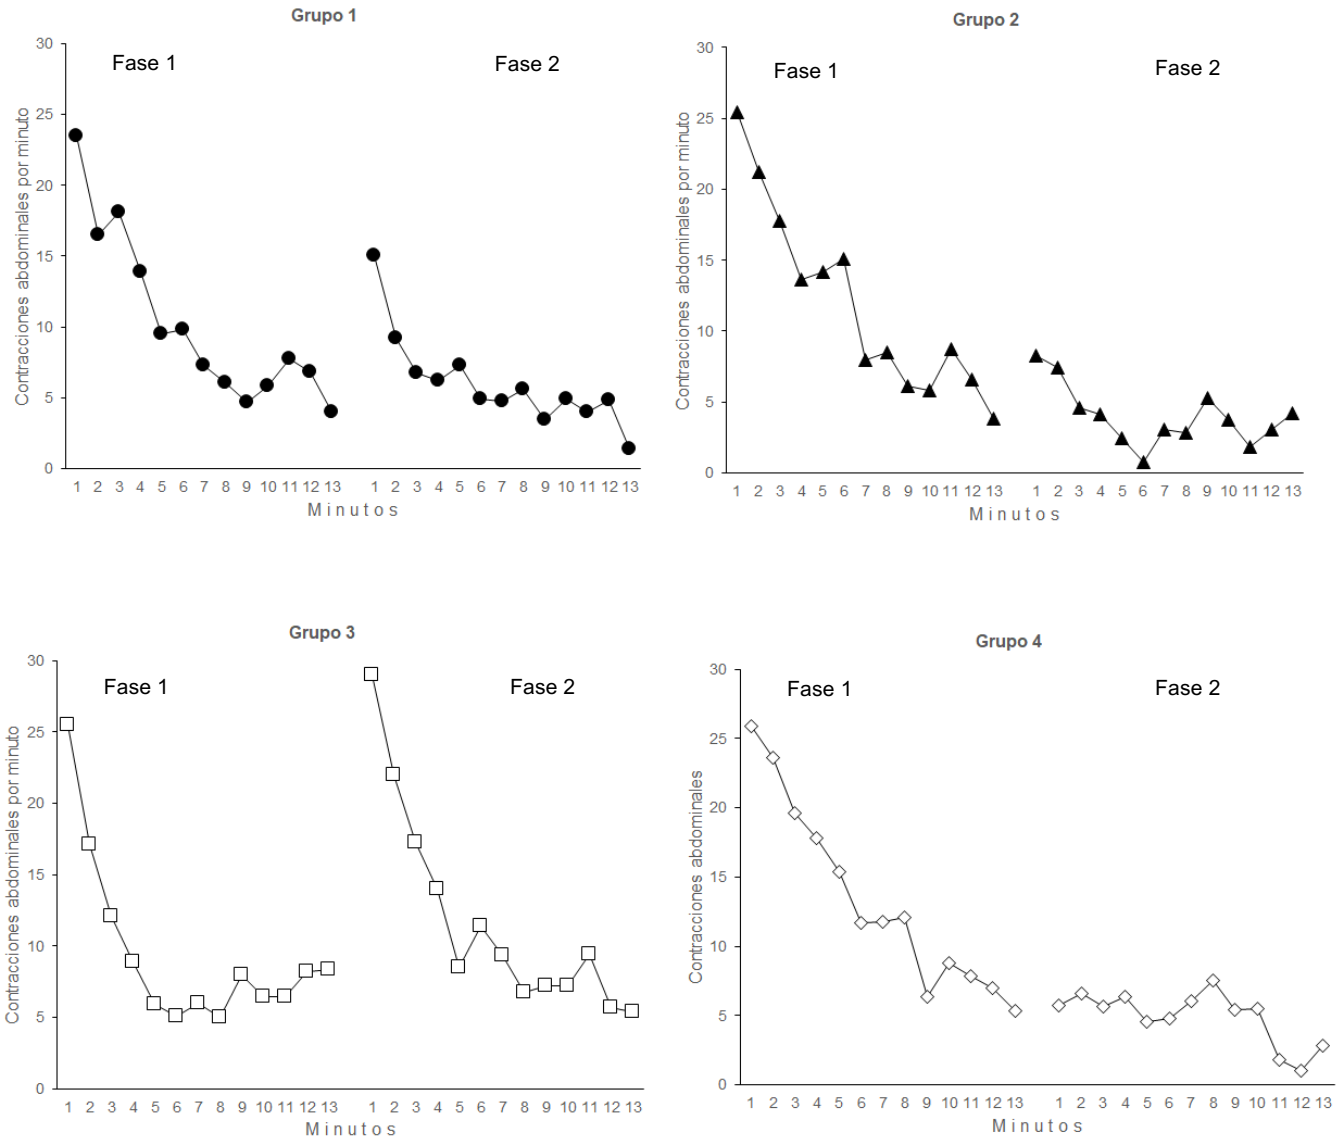 Grupo 1
Fase 1
Fase 2
Contracciones abdominales por minuto
30
25
20
15
10
5
0
1 2 3 4 5 6 7 8 9 10 11 12 13 1 2 3 4 5 6 7 8 9 10 11 12 13
Minutos
Grupo 2
Fase 1
Fase 2
Contracciones abdominales por minuto
30
25
20
15
10
5
0
1 2 3 4 5 6 7 8 9 10 11 12 13 1 2 3 4 5 6 7 8 9 10 11 12 13
Minutos
Grupo 3
Fase 1
Fase 2
Contracciones abdominales por minuto
30
25
20
15
10
5
0
1 2 3 4 5 6 7 8 9 10 11 12 13 1 2 3 4 5 6 7 8 9 10 11 12 13
Minutos
Grupo 4
Fase 1
Fase 2
Contracciones abdominales
30
25
20
15
10
5
0
1 2 3 4 5 6 7 8 9 10 11 12 13 1 2 3 4 5 6 7 8 9 10 11 12 13
Minutos